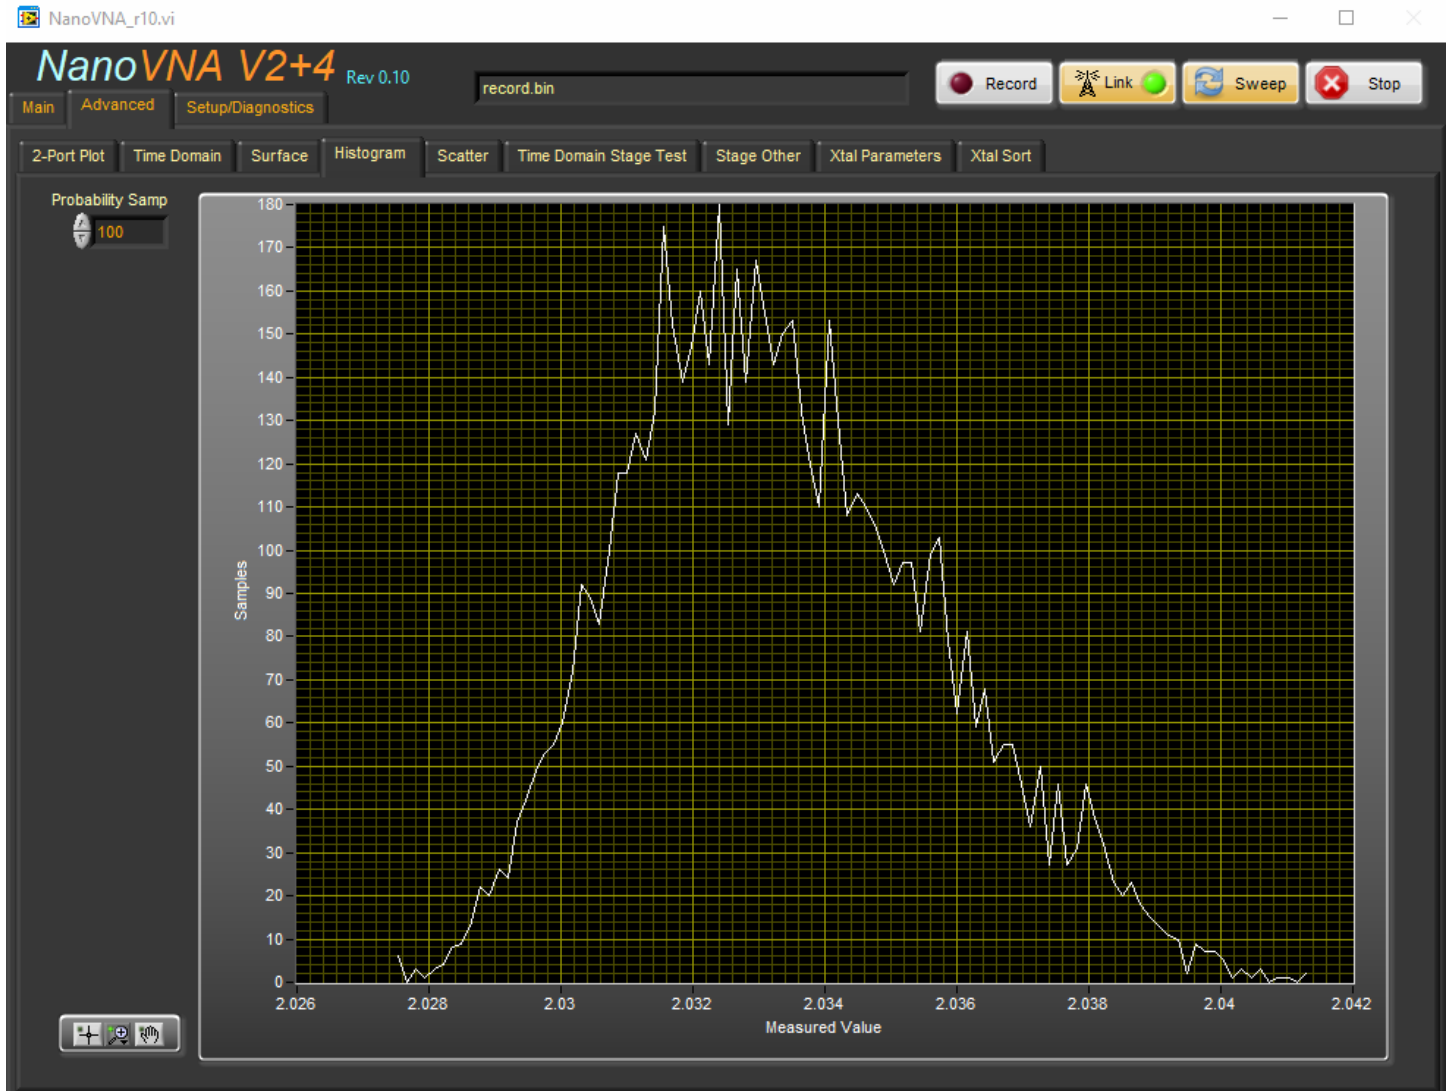 NanoVNA_r10.vi
NanoVNA V2+4 Rev 0.10
record.bin
Record
Link
Sweep
Stop
Main
Advanced
Setup/Diagnostics
2-Port Plot
Time Domain
Surface
Histogram
Scatter
Time Domain Stage Test
Stage Other
Xtal Parameters
Xtal Sort
Probability Samp
100
180
170
160
150
140
130
120
110
100
90
80
70
60
50
40
30
20
10
0
Samples
2.026 2.028 2.03 2.032 2.034 2.036 2.038 2.04 2.042
Measured Value